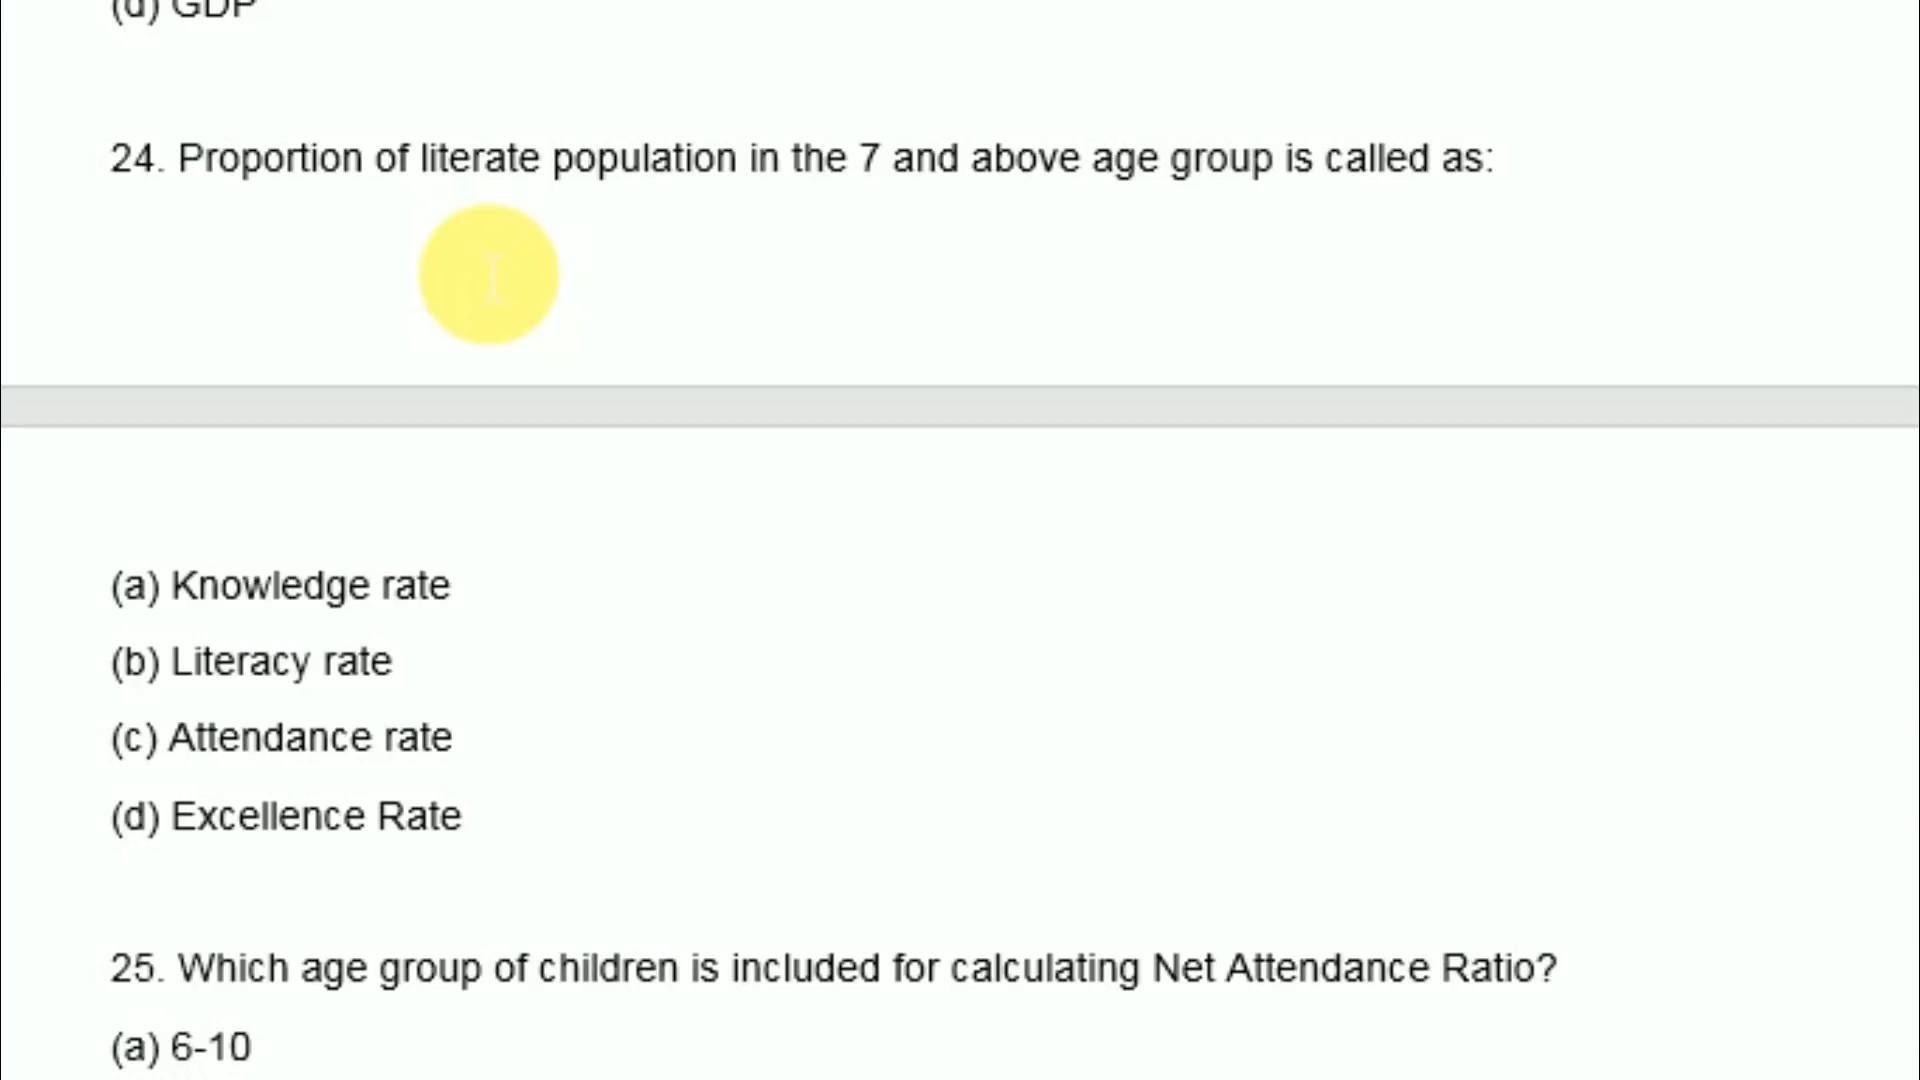 (d) GDP
24. Proportion of literate population in the 7 and above age group is called as:
(a) Knowledge rate
(b) Literacy rate
(c) Attendance rate
(d) Excellence Rate
25. Which age group of children is included for calculating Net Attendance Ratio?
(a) 6-10